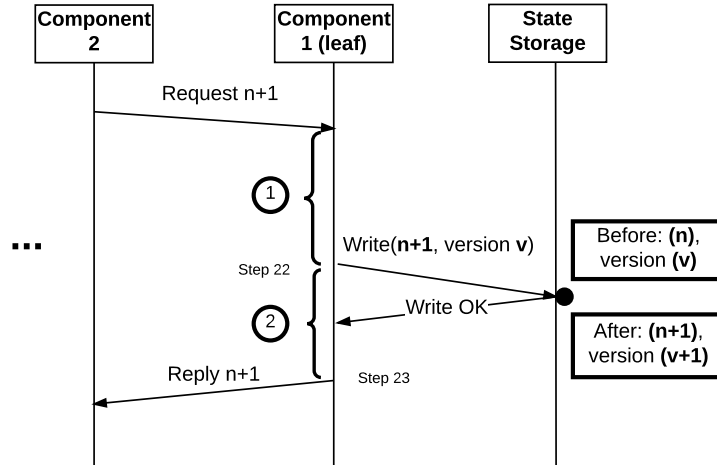 Component
2
Component
1 (leaf)
State
Storage
Request n+1
1
...
Write(n+1, version v)
Before: (n),
version (v)
Step 22
2
Write OK
After: (n+1),
version (v+1)
Reply n+1
Step 23